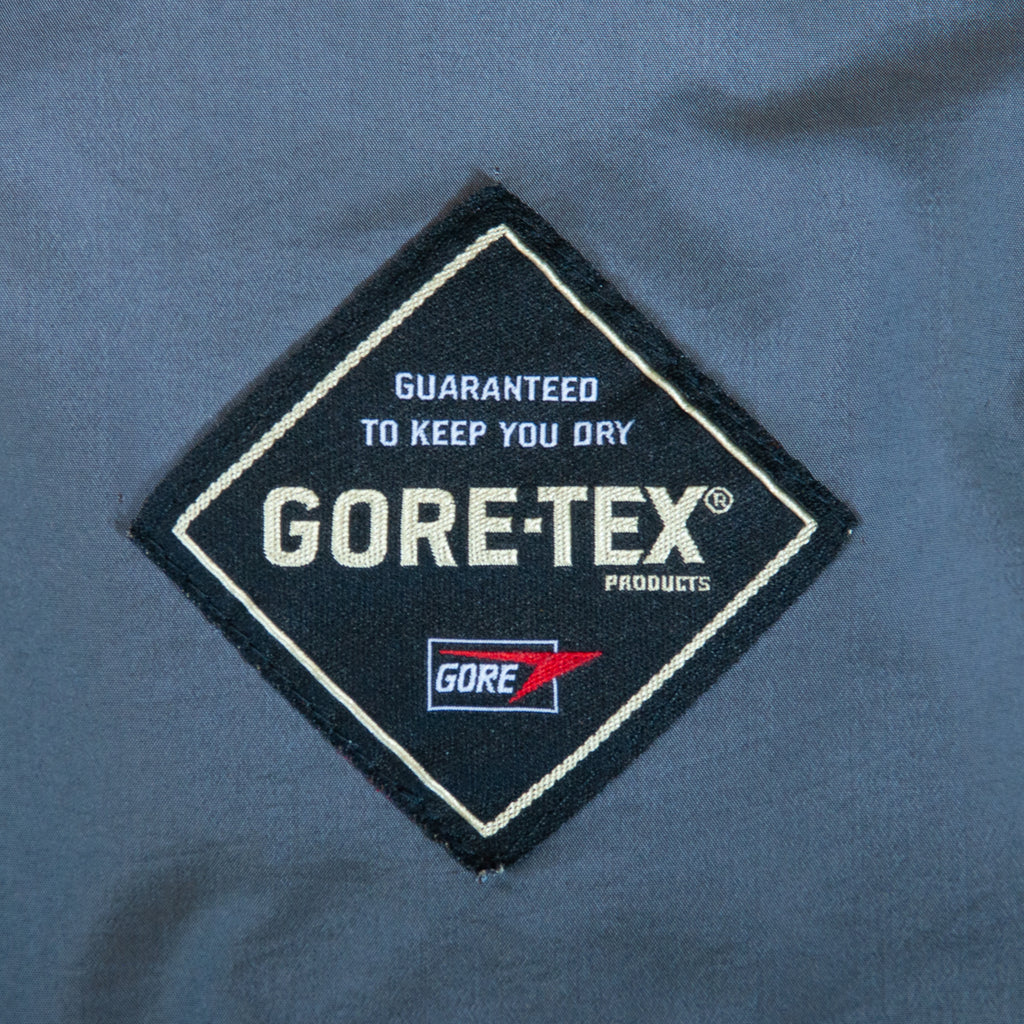 GUARANTEED
TO KEEP YOU DRY
GORE-TEX®
PRODUCTS
GORE